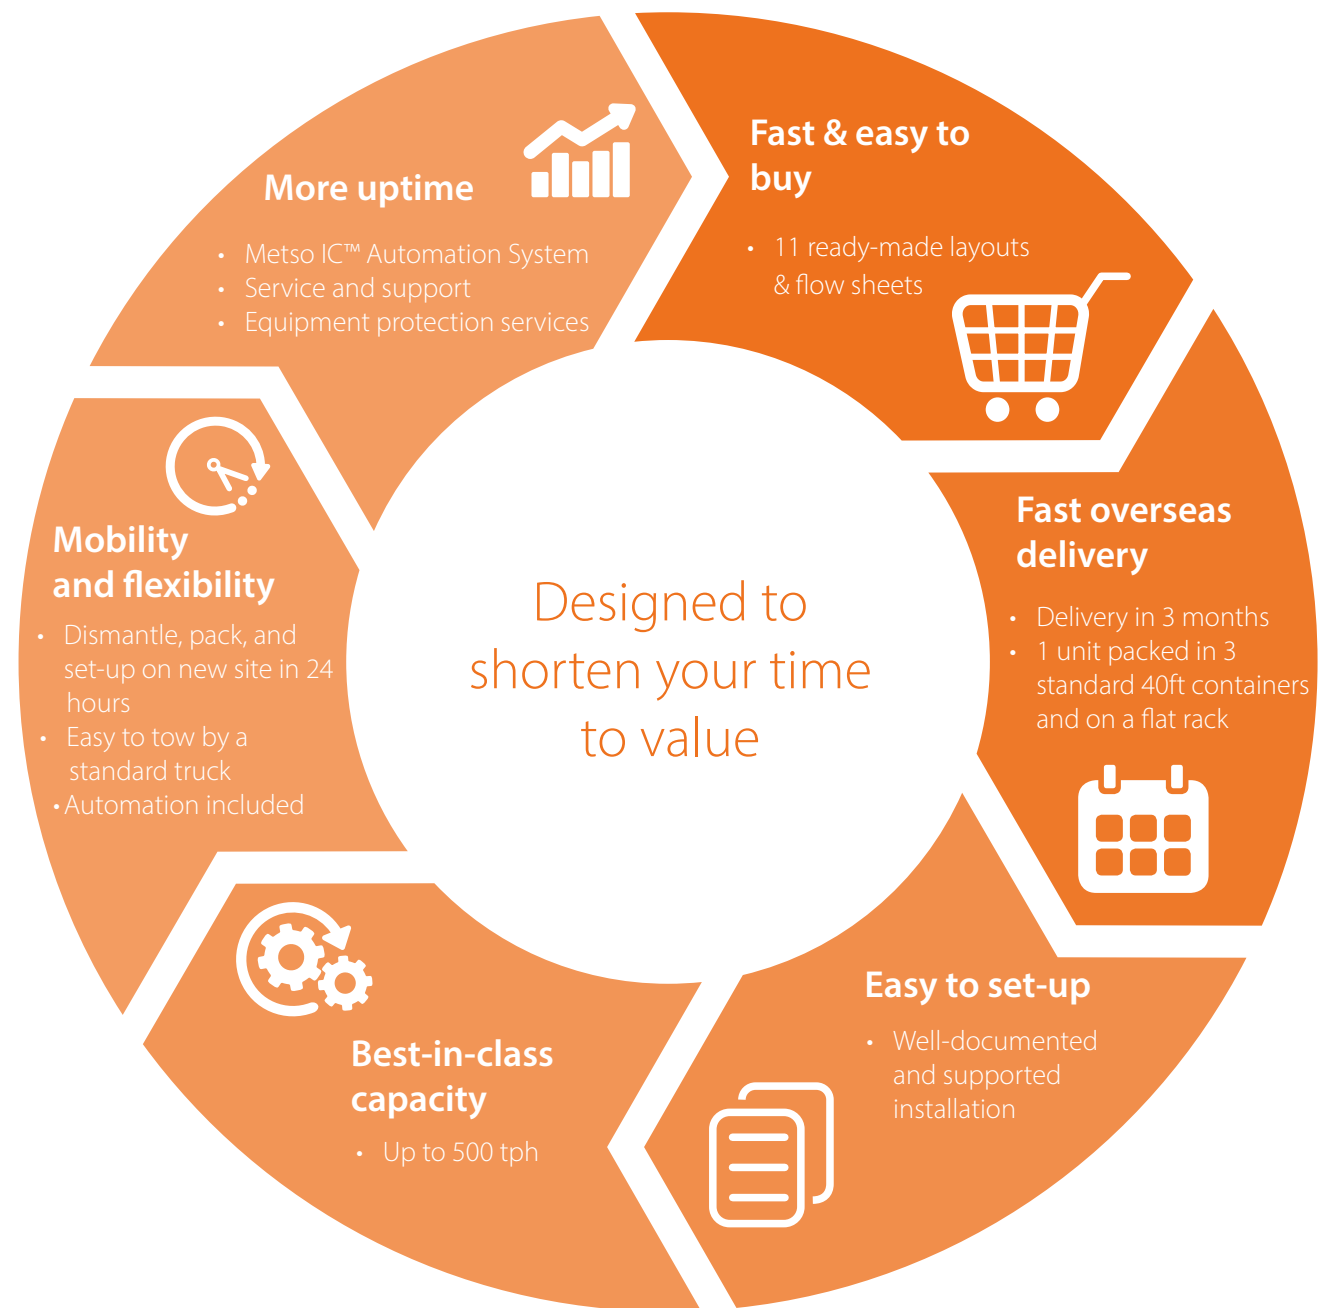 More uptime
• Metso IC™ Automation System
• Service and support
• Equipment protection services
Fast & easy to
buy
• 11 ready-made layouts
& flow sheets
Fast overseas
delivery
• Delivery in 3 months
• 1 unit packed in 3
standard 40ft containers
and on a flat rack
Easy to set-up
• Well-documented
and supported
installation
Best-in-class
capacity
• Up to 500 tph
Mobility
and flexibility
• Dismantle, pack, and
set-up on new site in 24
hours
• Easy to tow by a
standard truck
• Automation included
Designed to
shorten your time
to value